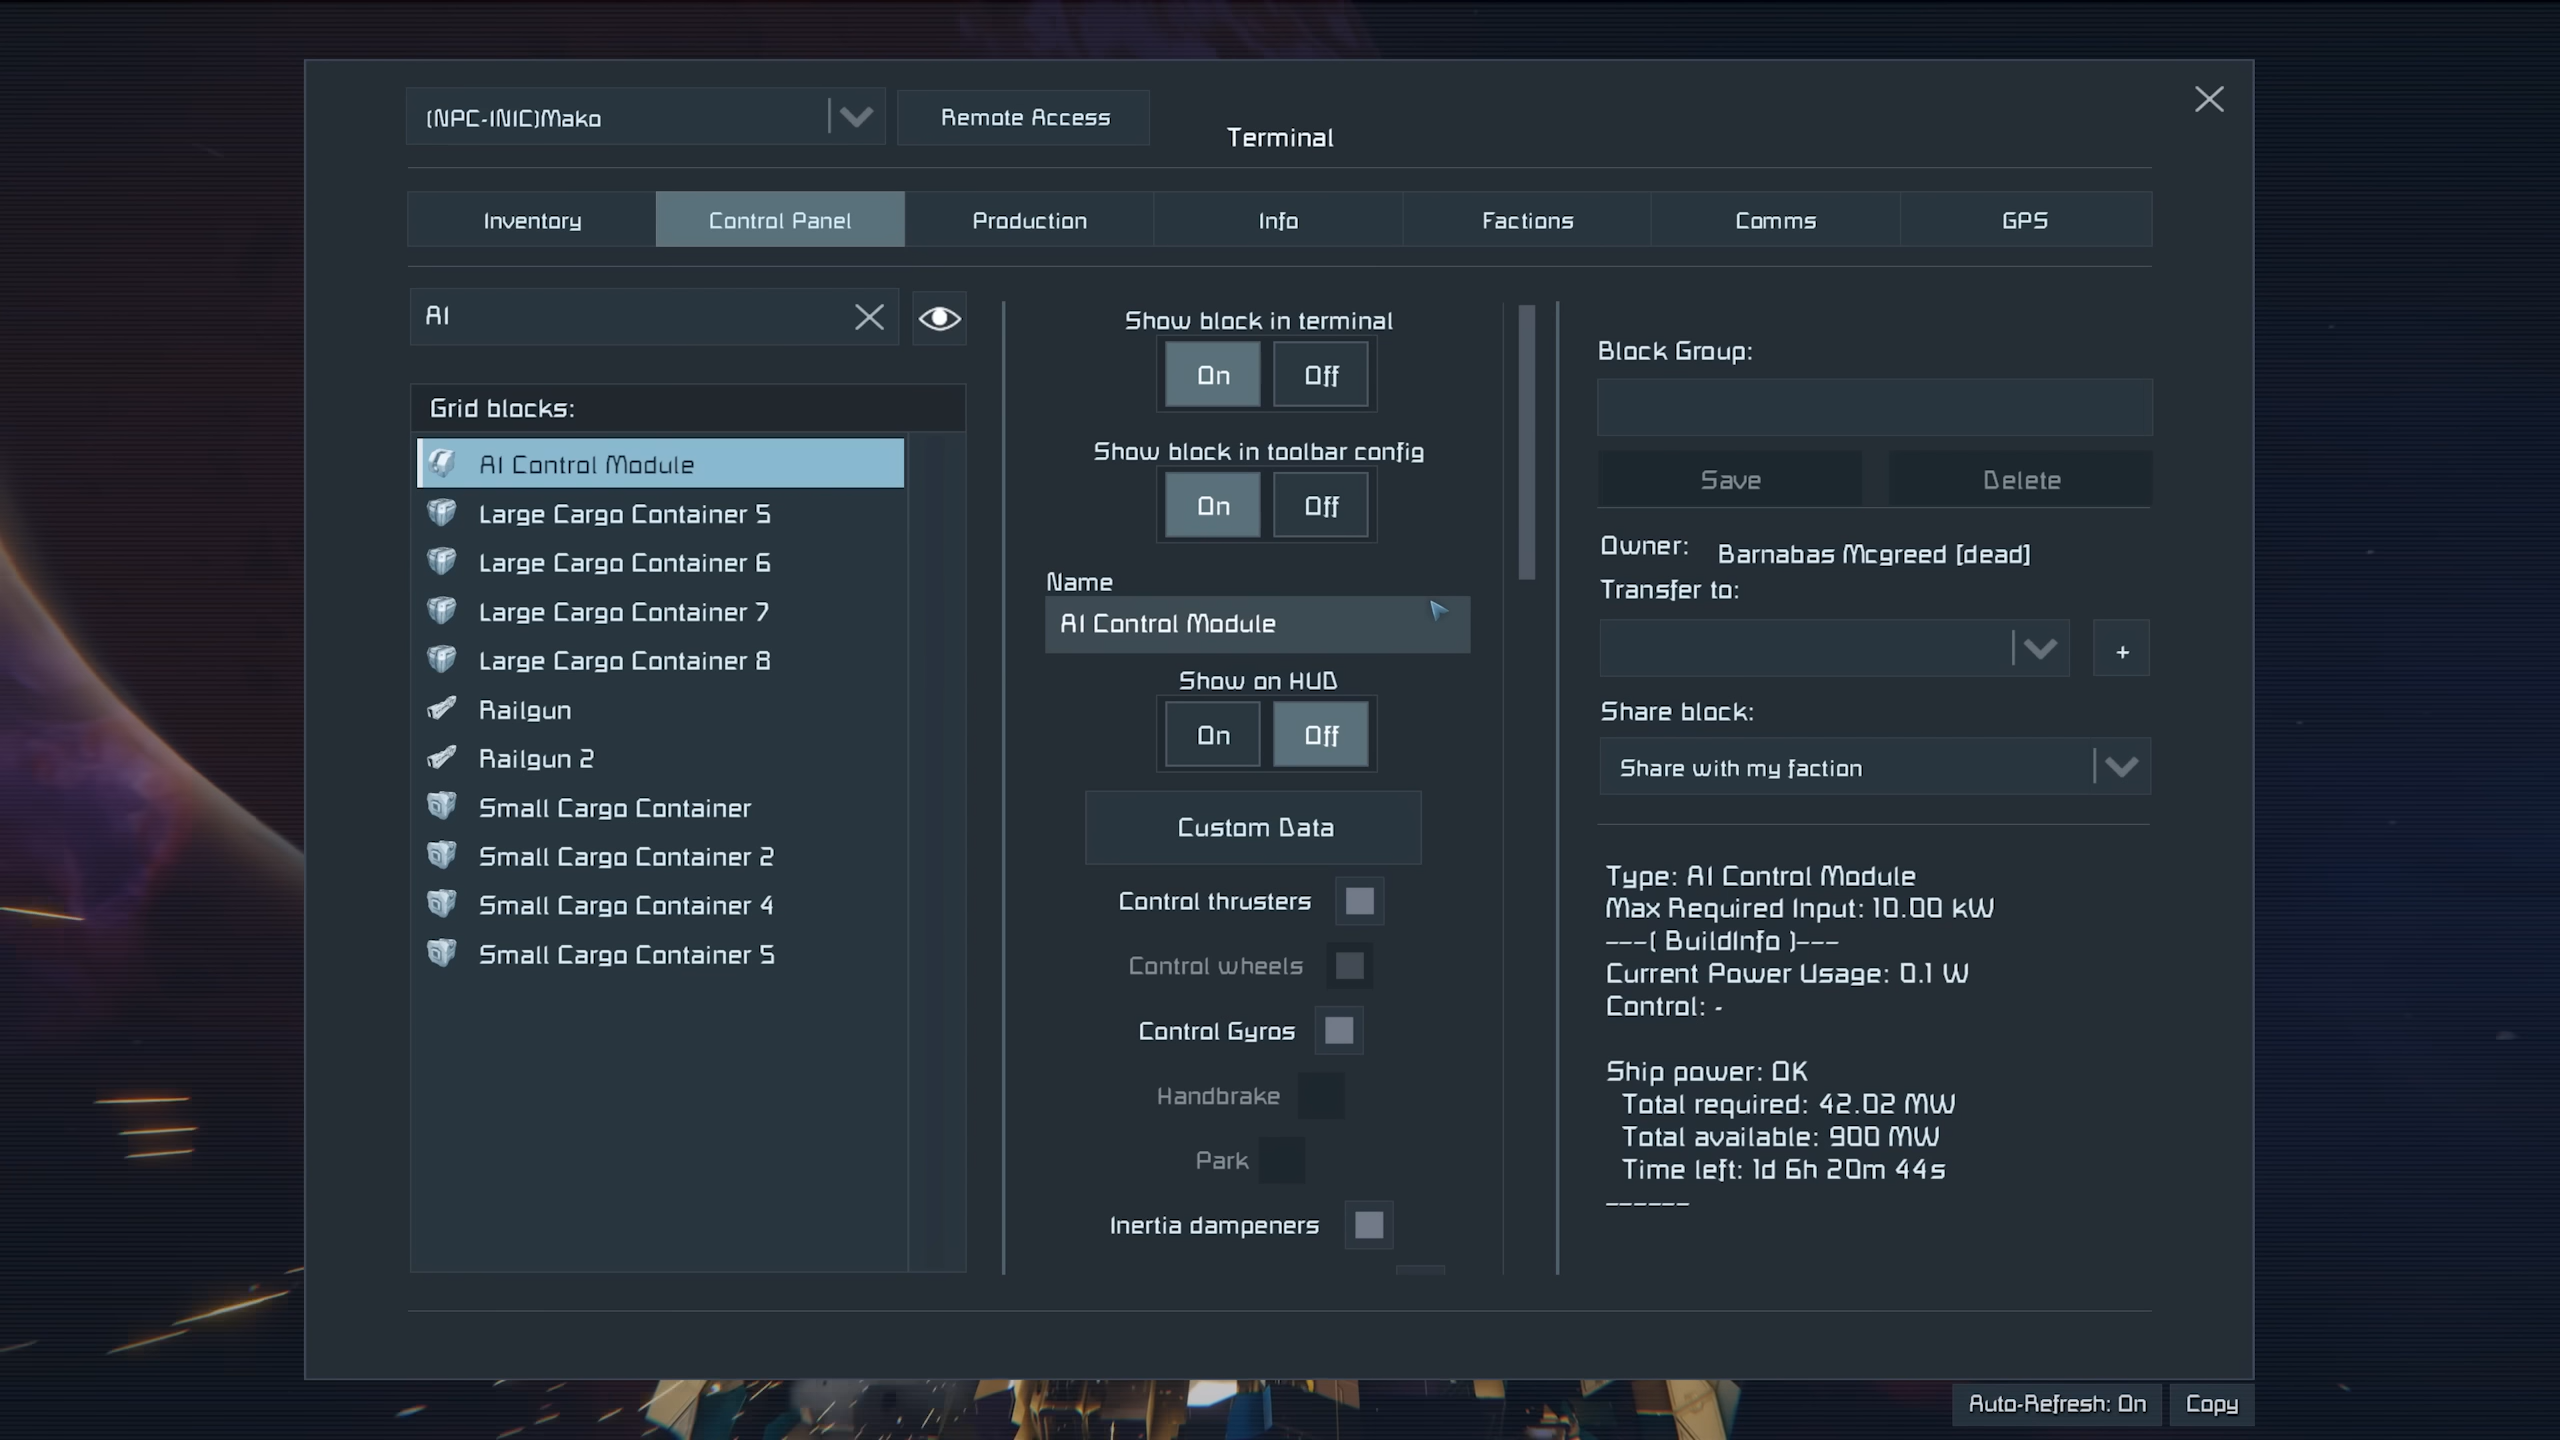 (NPC-INIC)Mako
Remote Access
Terminal
Inventory
Control Panel
Production
Info
Factions
Comms
GPS
AI
Grid blocks:
AI Control Module
Large Cargo Container 5
Large Cargo Container 6
Large Cargo Container 7
Large Cargo Container 8
Railgun
Railgun 2
Small Cargo Container
Small Cargo Container 2
Small Cargo Container 4
Small Cargo Container 5
Show block in terminal
On Off
Show block in toolbar config
On Off
Name
AI Control Module
Show on HUD
On Off
Custom Data
Control thrusters
Control wheels
Control Gyros
Handbrake
Park
Inertia dampeners
Block Group:
Save Delete
Owner: Barnabas Mcgreed [dead]
Transfer to:
+
Share block:
Share with my faction
Type: AI Control Module
Max Required Input: 10.00 kW
---( BuildInfo )---
Current Power Usage: 0.1 W
Control: -
Ship power: OK
Total required: 42.02 MW
Total available: 900 MW
Time left: 1d 6h 20m 44s
------
Auto-Refresh: On
Copy